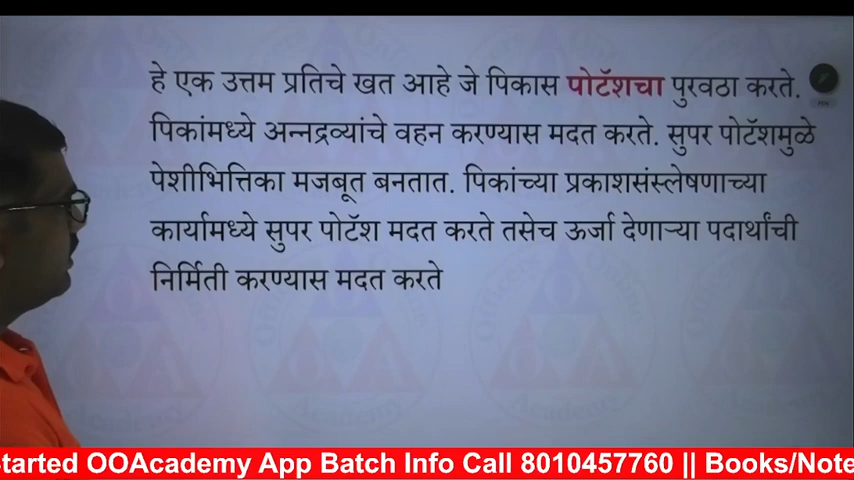 हे एक उत्तम प्रतिचे खत आहे जे पिकास पोटॅशचा पुरवठा करते.
पिकांमध्ये अन्नद्रव्यांचे वहन करण्यास मदत करते. सुपर पोटॅशमुळे
पेशीभित्तिका मजबूत बनतात. पिकांच्या प्रकाशसंस्लेषणाच्या
कार्यामध्ये सुपर पोटॅश मदत करते तसेच ऊर्जा देणाऱ्या पदार्थांची
निर्मिती करण्यास मदत करते
tarted OOAcademy App Batch Info Call 8010457760 || Books/Note